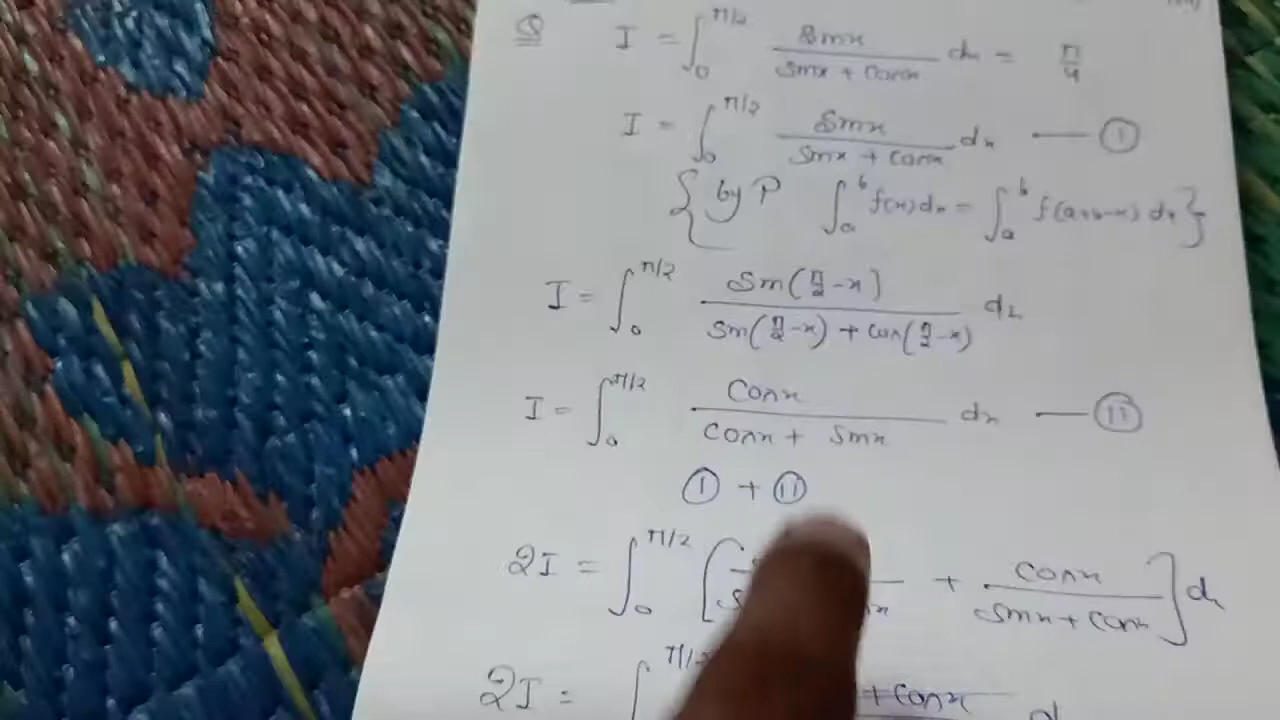 Q I = ∫₀^π/2 sinx / (sinx + cosx) dx = π/4
I = ∫₀^π/2 sinx / (sinx + cosx) dx — ①
{ by P ∫ₐ^b f(x) dx = ∫ₐ^b f(a+b-x) dx }
I = ∫₀^π/2 sin(π/2 - x) / (sin(π/2 - x) + cos(π/2 - x)) dx
I = ∫₀^π/2 cosx / (cosx + sinx) dx — ⑪
① + ⑪
2I = ∫₀^π/2 [ + cosx / (sinx + cosx) ] dx
2I = ∫ π/2 + cosx d